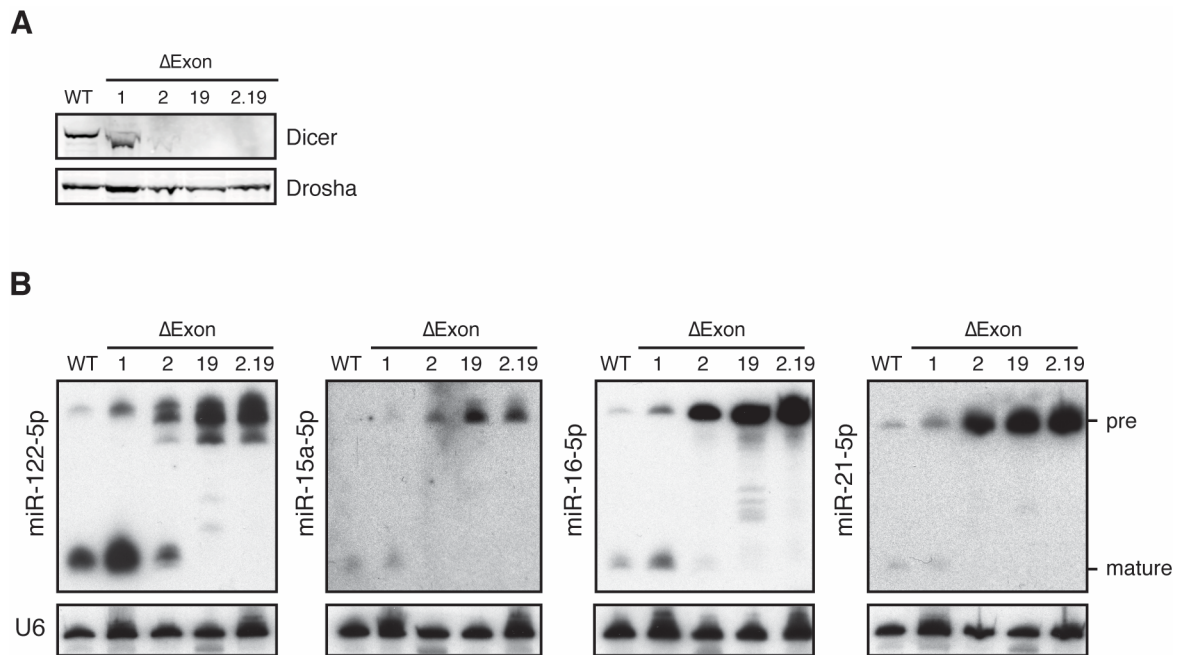 A
ΔExon
WT 1 2 19 2.19
Dicer
Drosha
B
ΔExon ΔExon ΔExon ΔExon
WT 1 2 19 2.19 WT 1 2 19 2.19 WT 1 2 19 2.19 WT 1 2 19 2.19
miR-122-5p
miR-15a-5p
miR-16-5p
miR-21-5p
pre
mature
U6